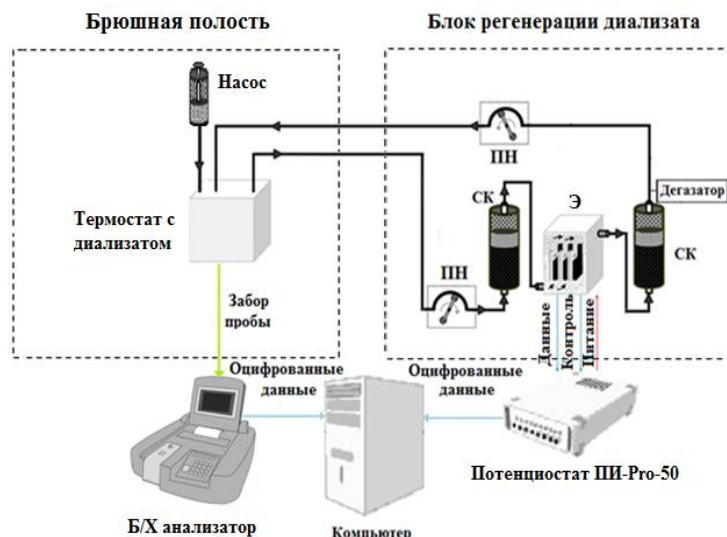 Брюшная полость
Блок регенерации диализата
Насос
ПН
Дегазатор
СК
Э
СК
Термостат с
диализатом
ПН
Забор
пробы
Данные
Контроль
Питание
Оцифрованные
данные
Оцифрованные
данные
Потенциостат ПИ-Pro-50
Б/Х анализатор
Компьютер